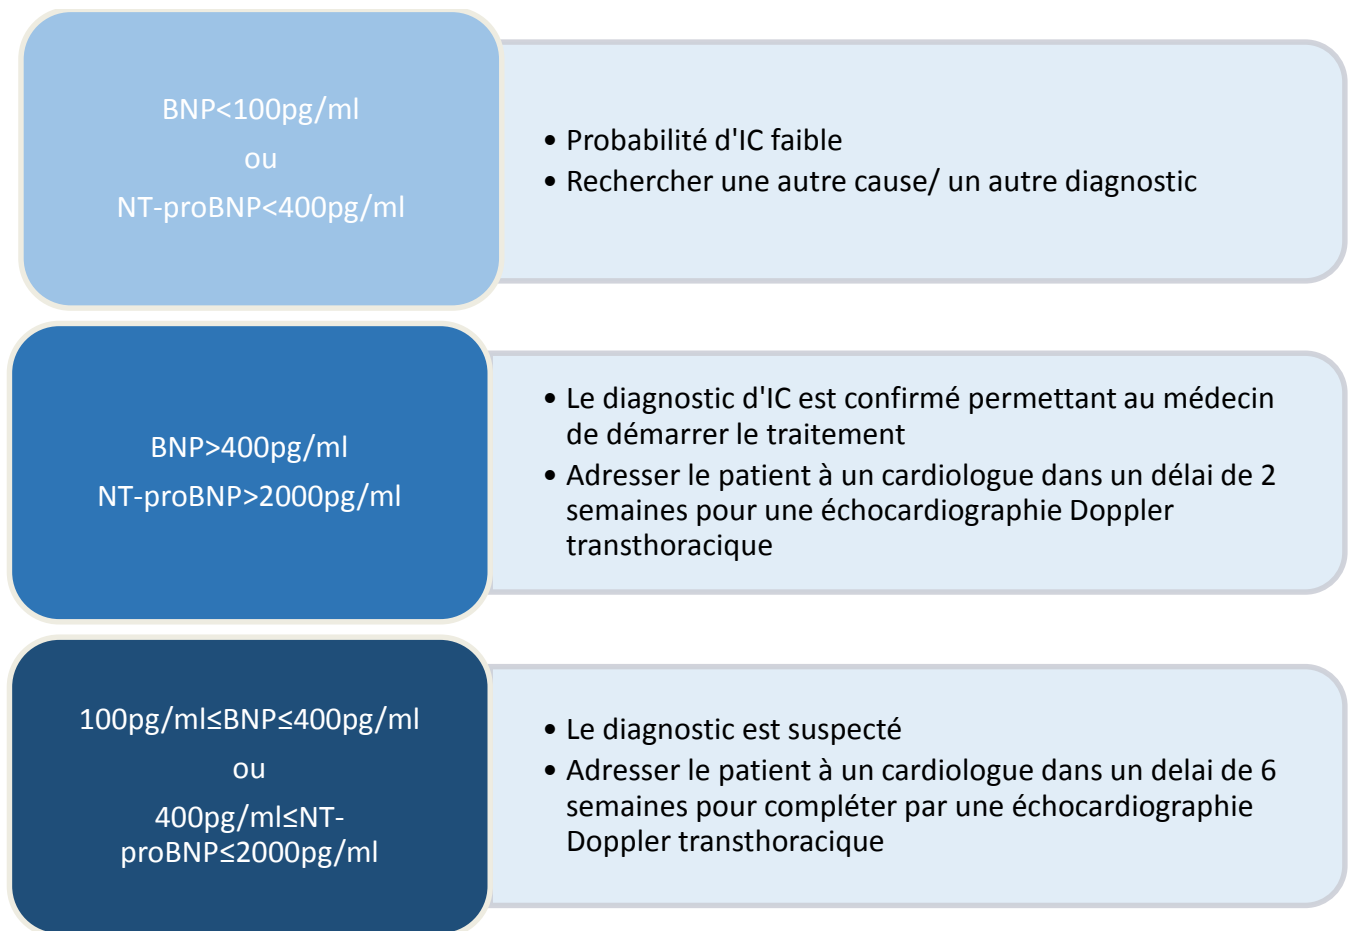 BNP<100pg/ml
ou
NT-proBNP<400pg/ml
• Probabilité d'IC faible
• Rechercher une autre cause/ un autre diagnostic
BNP>400pg/ml
NT-proBNP>2000pg/ml
• Le diagnostic d'IC est confirmé permettant au médecin
de démarrer le traitement
• Adresser le patient à un cardiologue dans un délai de 2
semaines pour une échocardiographie Doppler
transthoracique
100pg/ml≤BNP≤400pg/ml
ou
400pg/ml≤NT-
proBNP≤2000pg/ml
• Le diagnostic est suspecté
• Adresser le patient à un cardiologue dans un delai de 6
semaines pour compléter par une échocardiographie
Doppler transthoracique